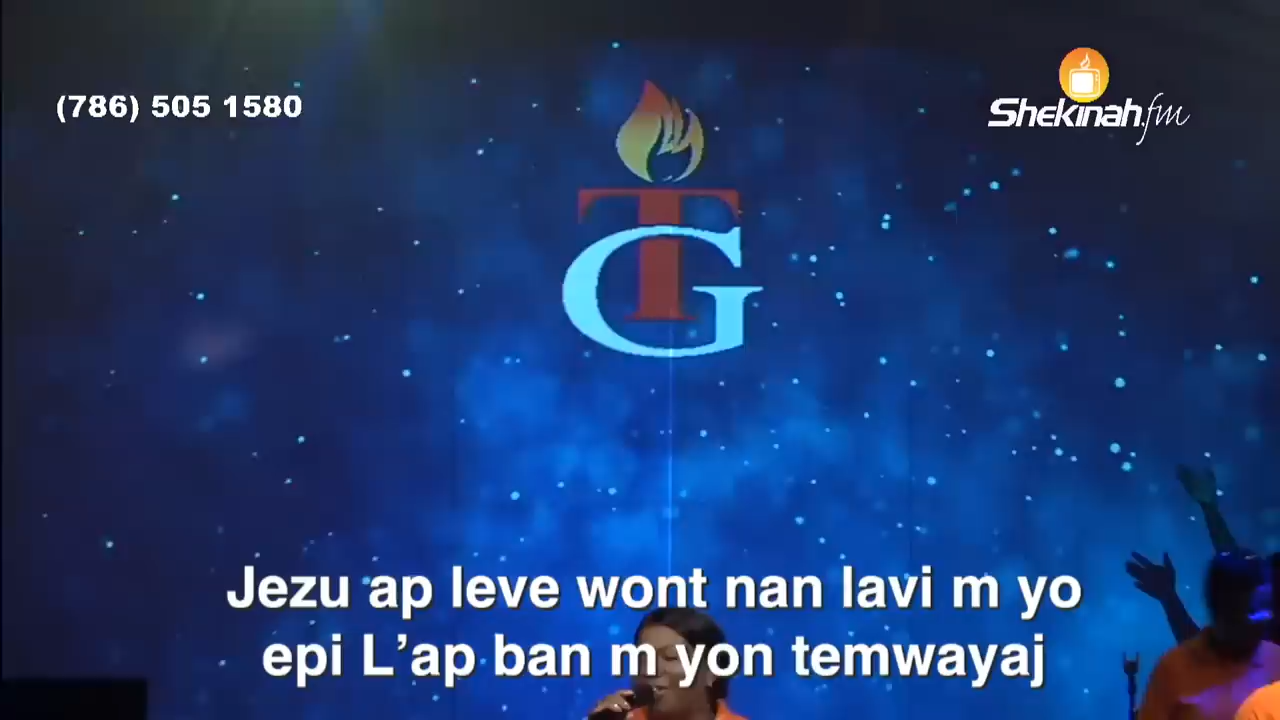 (786) 505 1580
Shekinah.fm
TG
Jezu ap leve wont nan lavi m yo
epi L’ap ban m yon temwayaj